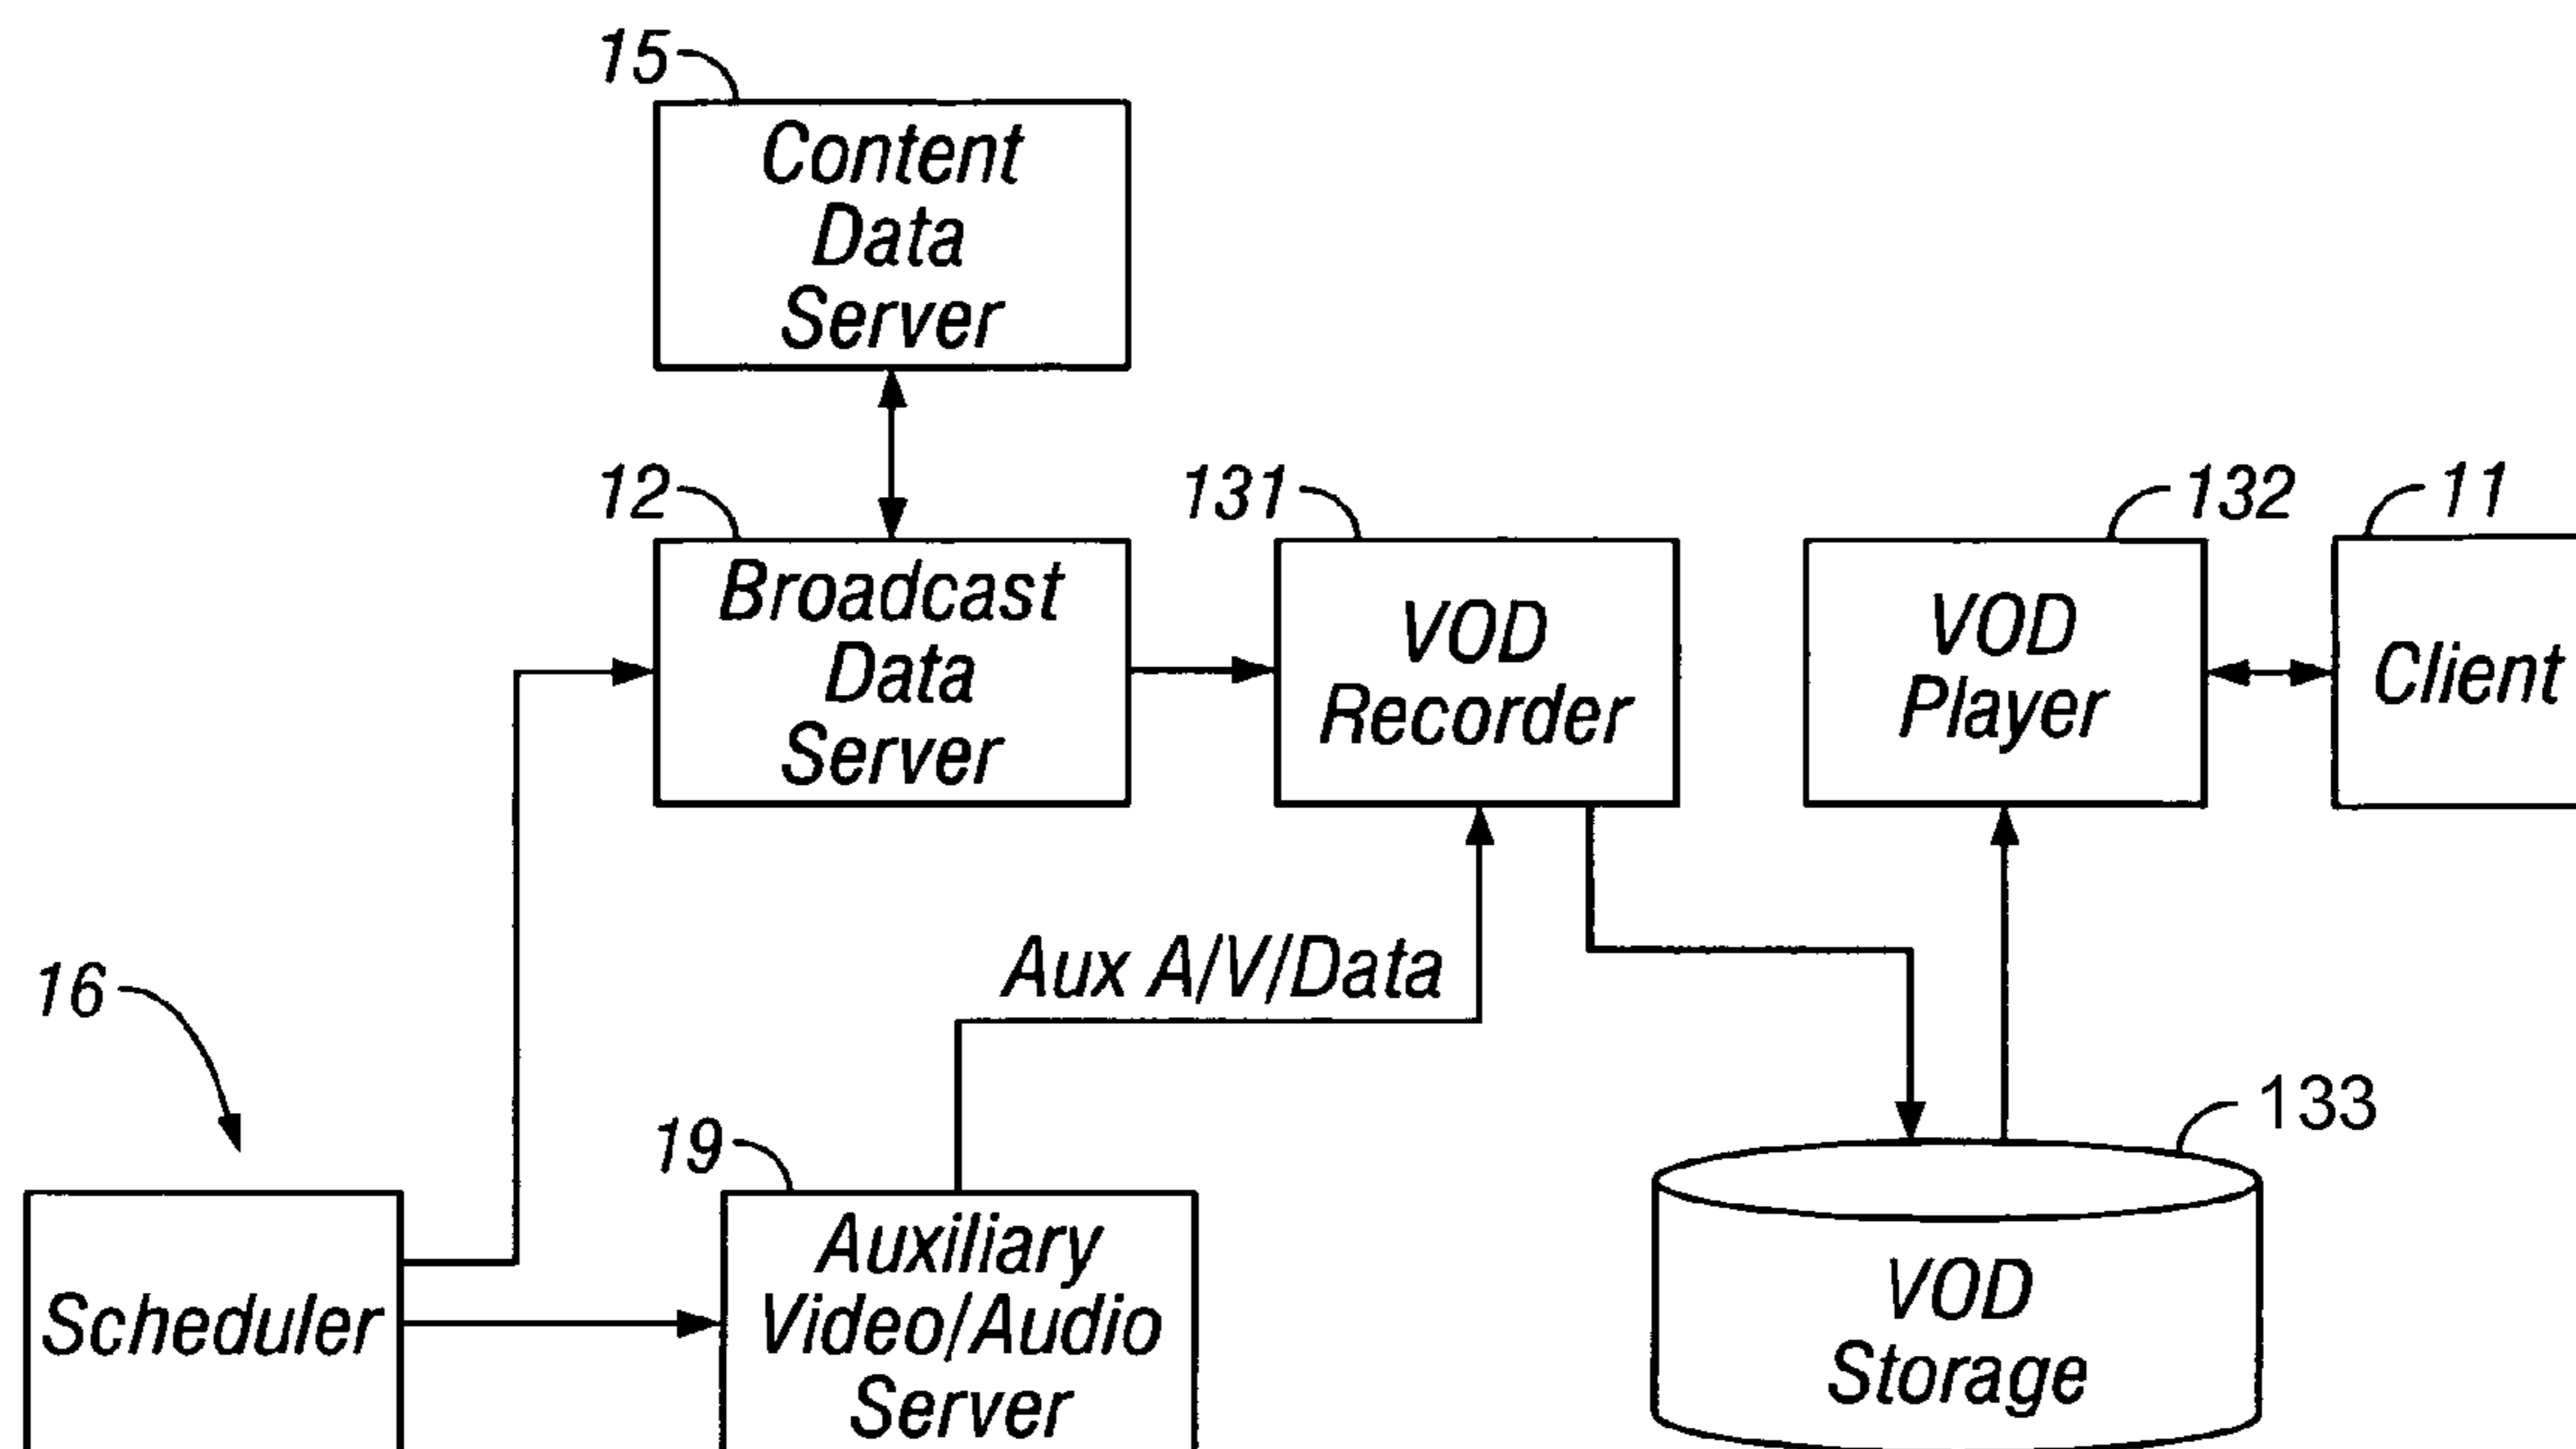 15
Content
Data
Server
12
Broadcast
Data
Server
131
VOD
Recorder
132
VOD
Player
11
Client
Aux A/V/Data
16
Scheduler
19
Auxiliary
Video/Audio
Server
133
VOD
Storage